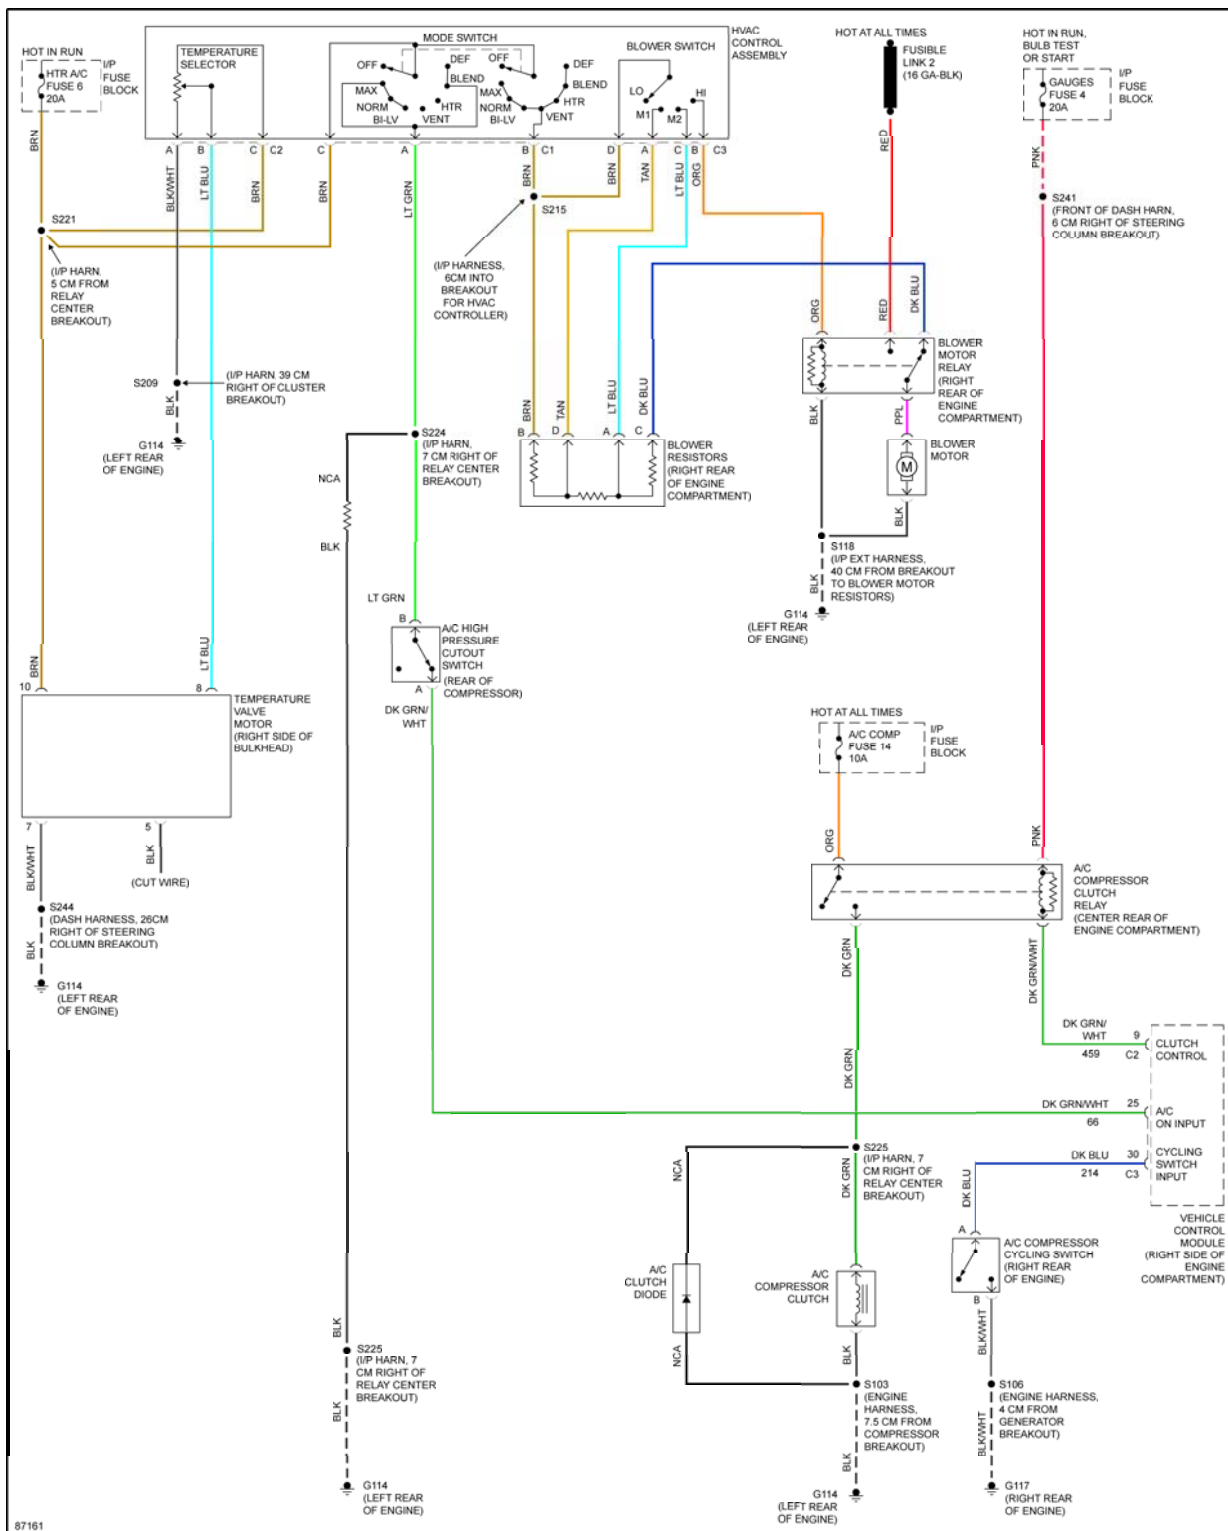 HOT IN RUN
HTR A/C
FUSE 6
20A
I/P
FUSE
BLOCK
TEMPERATURE
SELECTOR
MODE SWITCH
OFF
DEF
BLEND
MAX
NORM
BI-LV
HTR
VENT
OFF
DEF
BLEND
MAX
NORM
BI-LV
HTR
VENT
BLOWER SWITCH
LO
M1
M2
HI
HVAC
CONTROL
ASSEMBLY
HOT AT ALL TIMES
FUSIBLE
LINK 2
(16 GA-BLK)
HOT IN RUN,
BULB TEST
OR START
GAUGES
FUSE 4
20A
I/P
FUSE
BLOCK
A
B
C
C2
C
A
B
C1
D
A
C
B
C3
BRN
BLK/WHT
LT BLU
BRN
BRN
LT GRN
BRN
BRN
TAN
LT BLU
ORG
RED
PNK
S221
(I/P HARN,
5 CM FROM
RELAY
CENTER
BREAKOUT)
S215
(I/P HARNESS,
6CM INTO
BREAKOUT
FOR HVAC
CONTROLLER)
S241
(FRONT OF DASH HARN,
6 CM RIGHT OF STEERING
COLUMN BREAKOUT)
ORG
RED
DK BLU
BLOWER
MOTOR
RELAY
(RIGHT
REAR OF
ENGINE
COMPARTMENT)
S209
(I/P HARN. 39 CM
RIGHT OF CLUSTER
BREAKOUT)
BLK
G114
(LEFT REAR
OF ENGINE)
S224
(I/P HARN,
7 CM RIGHT OF
RELAY CENTER
BREAKOUT)
NCA
BLK
BRN
TAN
LT BLU
DK BLU
B
D
A
C
BLOWER
RESISTORS
(RIGHT REAR
OF ENGINE
COMPARTMENT)
BLK
PPL
BLOWER
MOTOR
M
BLK
S118
(I/P EXT HARNESS,
40 CM FROM BREAKOUT
TO BLOWER MOTOR
RESISTORS)
BLK
G114
(LEFT REAR
OF ENGINE)
LT GRN
B
A/C HIGH
PRESSURE
CUTOUT
SWITCH
(REAR OF
COMPRESSOR)
A
DK GRN/
WHT
BRN
LT BLU
10
8
TEMPERATURE
VALVE
MOTOR
(RIGHT SIDE OF
BULKHEAD)
7
5
BLK/WHT
BLK
(CUT WIRE)
S244
(DASH HARNESS, 26CM
RIGHT OF STEERING
COLUMN BREAKOUT)
BLK
G114
(LEFT REAR
OF ENGINE)
HOT AT ALL TIMES
A/C COMP
FUSE 14
10A
I/P
FUSE
BLOCK
ORG
PNK
A/C
COMPRESSOR
CLUTCH
RELAY
(CENTER REAR OF
ENGINE COMPARTMENT)
DK GRN
DK GRN/WHT
DK GRN/
WHT
9
459
C2
CLUTCH
CONTROL
DK GRN
DK GRN/WHT
25
66
A/C
ON INPUT
DK BLU
30
214
C3
CYCLING
SWITCH
INPUT
S225
(I/P HARN, 7
CM RIGHT OF
RELAY CENTER
BREAKOUT)
NCA
DK GRN
DK BLU
VEHICLE
CONTROL
MODULE
(RIGHT SIDE OF
ENGINE
COMPARTMENT)
A
A/C COMPRESSOR
CYCLING SWITCH
(RIGHT REAR
OF ENGINE)
B
A/C
CLUTCH
DIODE
A/C
COMPRESSOR
CLUTCH
BLK
S225
(I/P HARN, 7
CM RIGHT OF
RELAY CENTER
BREAKOUT)
BLK
G114
(LEFT REAR
OF ENGINE)
NCA
BLK
S103
(ENGINE
HARNESS,
7.5 CM FROM
COMPRESSOR
BREAKOUT)
BLK
G114
(LEFT REAR
OF ENGINE)
BLK/WHT
S106
(ENGINE HARNESS,
4 CM FROM
GENERATOR
BREAKOUT)
BLK/WHT
G117
(RIGHT REAR
OF ENGINE)
87161